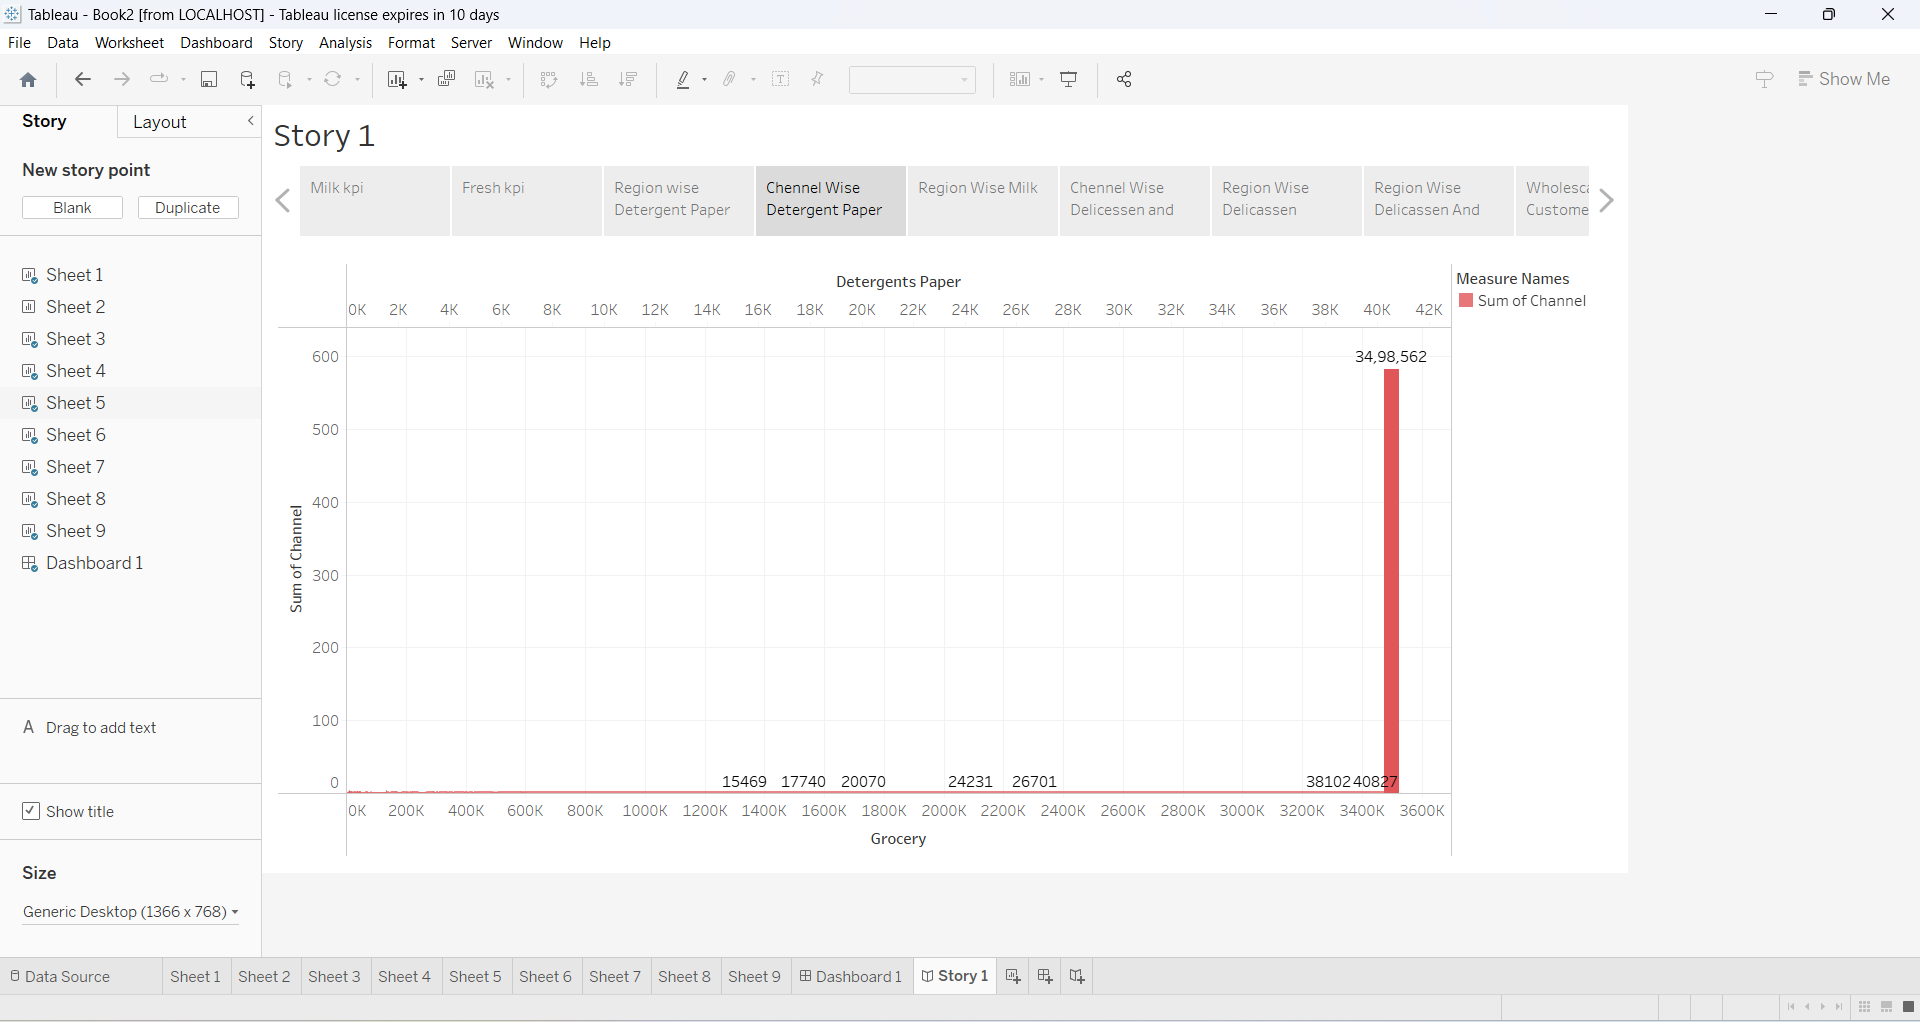 Tableau - Book2 [from LOCALHOST] - Tableau license expires in 10 days
File Data Worksheet Dashboard Story Analysis Format Server Window Help
Show Me
Story Layout
New story point
Blank Duplicate
Sheet 1
Sheet 2
Sheet 3
Sheet 4
Sheet 5
Sheet 6
Sheet 7
Sheet 8
Sheet 9
Dashboard 1
A Drag to add text
Show title
Size
Generic Desktop (1366 x 768)
Story 1
Milk kpi
Fresh kpi
Region wise
Detergent Paper
Chennel Wise
Detergent Paper
Region Wise Milk
Chennel Wise
Delicessen and
Region Wise
Delicassen
Region Wise
Delicassen And
Wholesca
Custome
Detergents Paper
0K 2K 4K 6K 8K 10K 12K 14K 16K 18K 20K 22K 24K 26K 28K 30K 32K 34K 36K 38K 40K 42K
Measure Names
Sum of Channel
34,98,562
600
500
400
300
200
100
0
Sum of Channel
15469 17740 20070 24231 26701 38102 40827
0K 200K 400K 600K 800K 1000K 1200K 1400K 1600K 1800K 2000K 2200K 2400K 2600K 2800K 3000K 3200K 3400K 3600K
Grocery
Data Source Sheet 1 Sheet 2 Sheet 3 Sheet 4 Sheet 5 Sheet 6 Sheet 7 Sheet 8 Sheet 9 Dashboard 1 Story 1